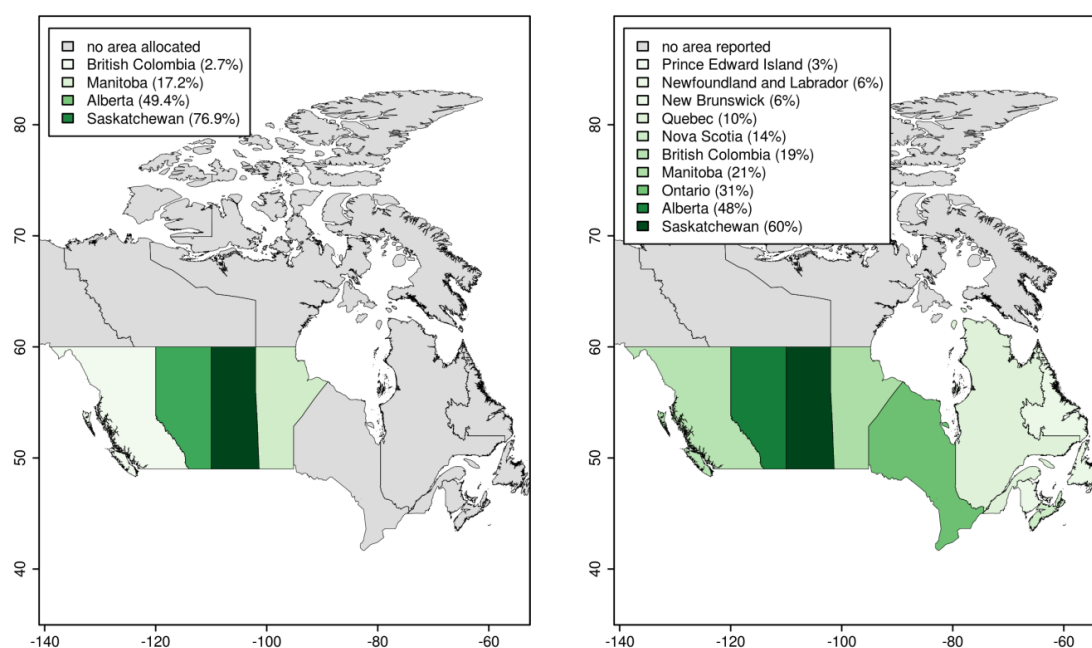 no area allocated
British Colombia (2.7%)
Manitoba (17.2%)
Alberta (49.4%)
Saskatchewan (76.9%)
80
70
60
50
40
-140
-120
-100
-80
-60
no area reported
Prince Edward Island (3%)
Newfoundland and Labrador (6%)
New Brunswick (6%)
Quebec (10%)
Nova Scotia (14%)
British Colombia (19%)
Manitoba (21%)
Ontario (31%)
Alberta (48%)
Saskatchewan (60%)
80
70
60
50
40
-140
-120
-100
-80
-60